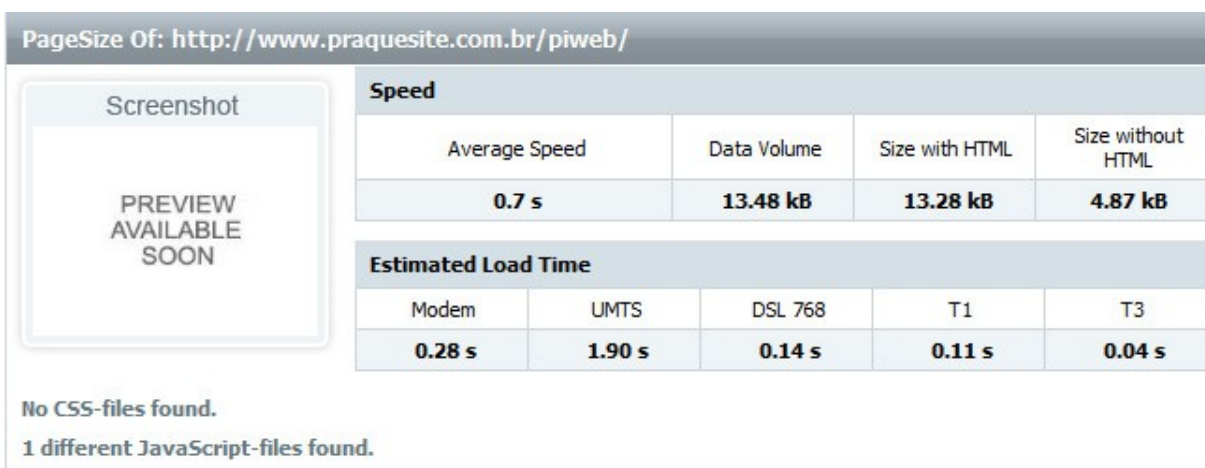 PageSize Of: http://www.praquesite.com.br/piweb/
Screenshot
PREVIEW
AVAILABLE
SOON
Speed
Average Speed Data Volume Size with HTML Size without
HTML
0.7 s 13.48 kB 13.28 kB 4.87 kB
Estimated Load Time
Modem UMTS DSL 768 T1 T3
0.28 s 1.90 s 0.14 s 0.11 s 0.04 s
No CSS-files found.
1 different JavaScript-files found.